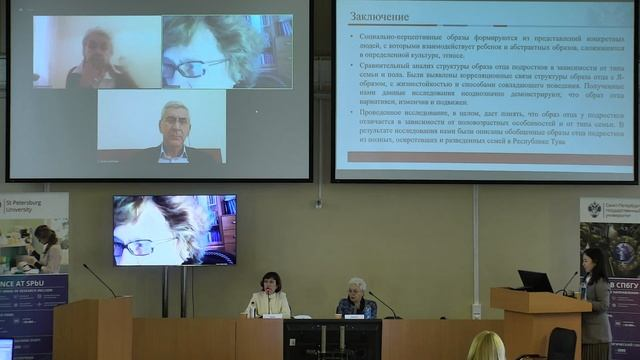 Заключение
Социально-перцептивные образы формируются из представлений конкретных
людей, с которыми взаимодействует ребенок и абстрактных образов, сложившихся
в определенной культуре, этносе.
Сравнительный анализ структуры образа отца подростков в зависимости от типа
семьи и пола. Были выявлены корреляционные связи структуры образа отца с Я-
образом, с жизнестойкостью и способами совладающего поведения. Полученные
нами данные исследования неоднозначно демонстрируют, что образ отца
нарративен, изменчив и подвижен.
Проведенное исследование, в целом, дает понять, что образ отца у подростков
отличается в зависимости от половозрастных особенностей и от типа семьи. В
результате исследования нами были описаны обобщенные образы отца подростков
из полных, осиротевших и разведенных семей в Республике Тува
St Petersburg
University
NCE AT SPbU
Санкт-Петербургский
государственный
университет
В СПбГУ